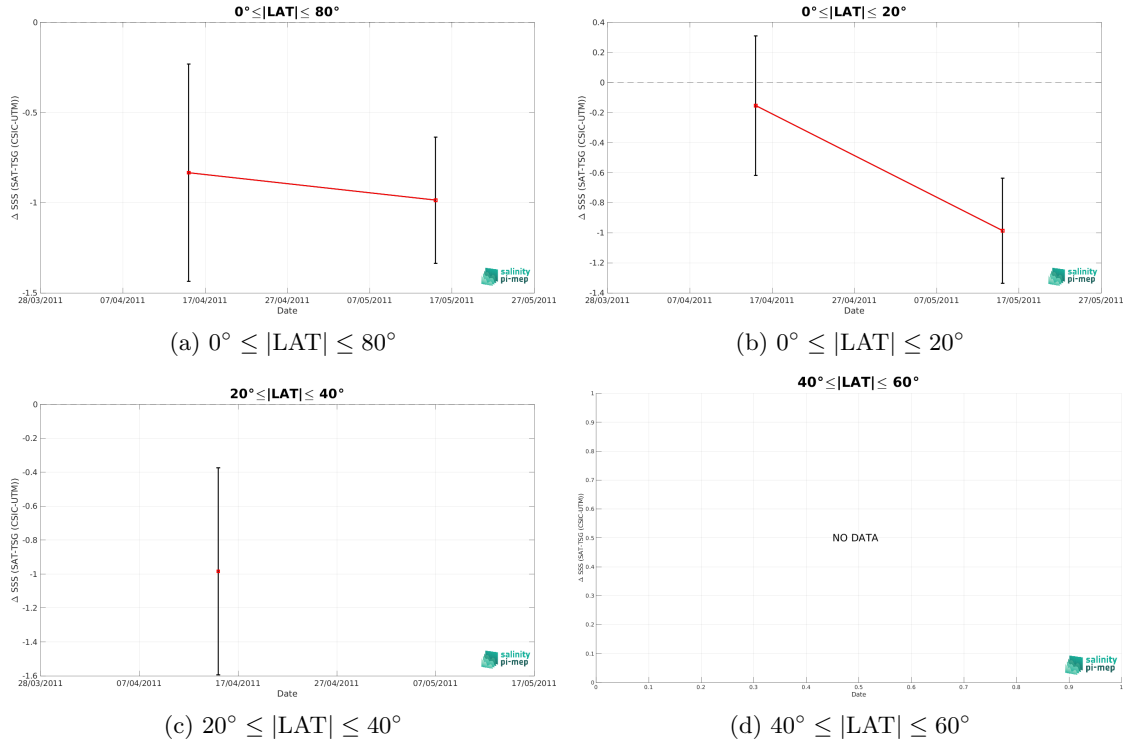 0°≤|LAT|≤ 80°
0
-0.5
-1
-1.5
Δ SSS (SAT-TSG (CSIC-UTM))
28/03/2011 07/04/2011 17/04/2011 27/04/2011 07/05/2011 17/05/2011 27/05/2011
Date
salinity
pi-mep
(a) 0° ≤ |LAT| ≤ 80°
0°≤|LAT|≤ 20°
0.4
0.2
0
-0.2
-0.4
-0.6
-0.8
-1
-1.2
-1.4
Δ SSS (SAT-TSG (CSIC-UTM))
28/03/2011 07/04/2011 17/04/2011 27/04/2011 07/05/2011 17/05/2011 27/05/2011
Date
salinity
pi-mep
(b) 0° ≤ |LAT| ≤ 20°
20°≤|LAT|≤ 40°
0
-0.2
-0.4
-0.6
-0.8
-1
-1.2
-1.4
-1.6
Δ SSS (SAT-TSG (CSIC-UTM))
28/03/2011 07/04/2011 17/04/2011 27/04/2011 07/05/2011 17/05/2011
Date
salinity
pi-mep
(c) 20° ≤ |LAT| ≤ 40°
40°≤|LAT|≤ 60°
1
0.9
0.8
0.7
0.6
0.5
0.4
0.3
0.2
0.1
0
Δ SSS (SAT-TSG (CSIC-UTM))
NO DATA
0 0.1 0.2 0.3 0.4 0.5 0.6 0.7 0.8 0.9 1
Date
salinity
pi-mep
(d) 40° ≤ |LAT| ≤ 60°